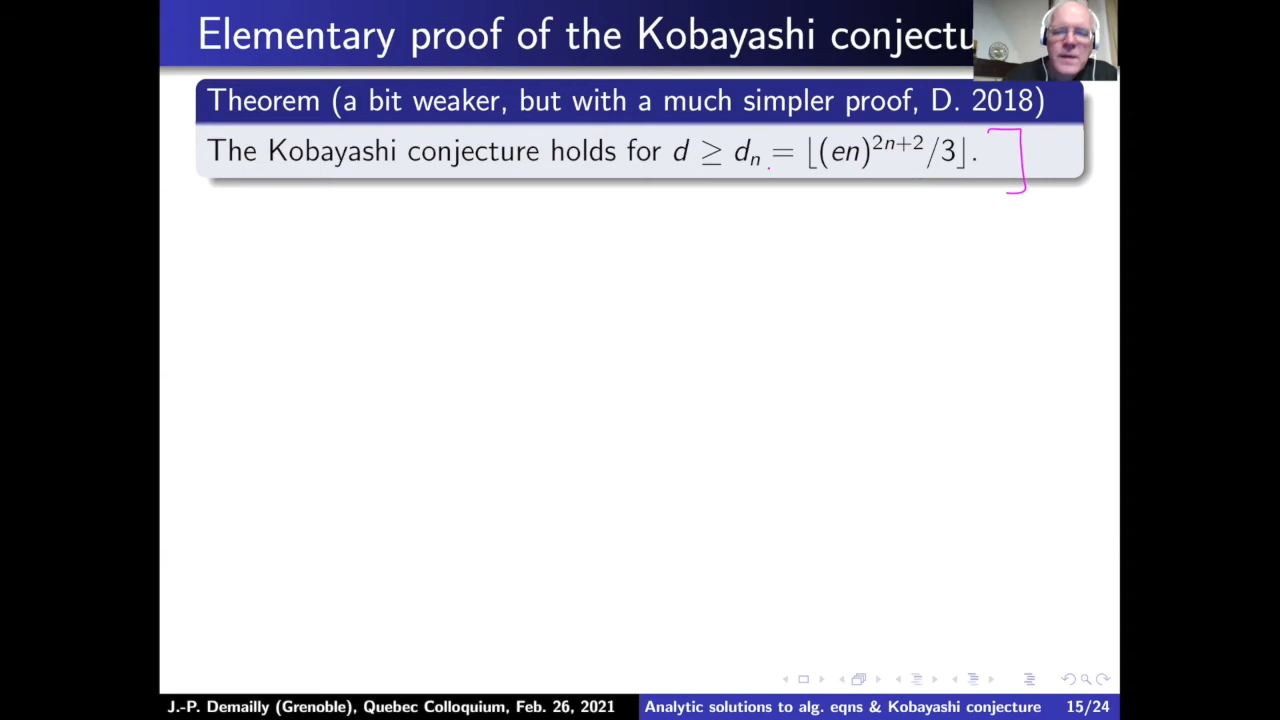 Elementary proof of the Kobayashi conjectu
Theorem (a bit weaker, but with a much simpler proof, D. 2018)
The Kobayashi conjecture holds for d ≥ dₙ = ⌊(en)²ⁿ⁺²/3⌋.
J.-P. Demailly (Grenoble), Quebec Colloquium, Feb. 26, 2021
Analytic solutions to alg. eqns & Kobayashi conjecture
15/24